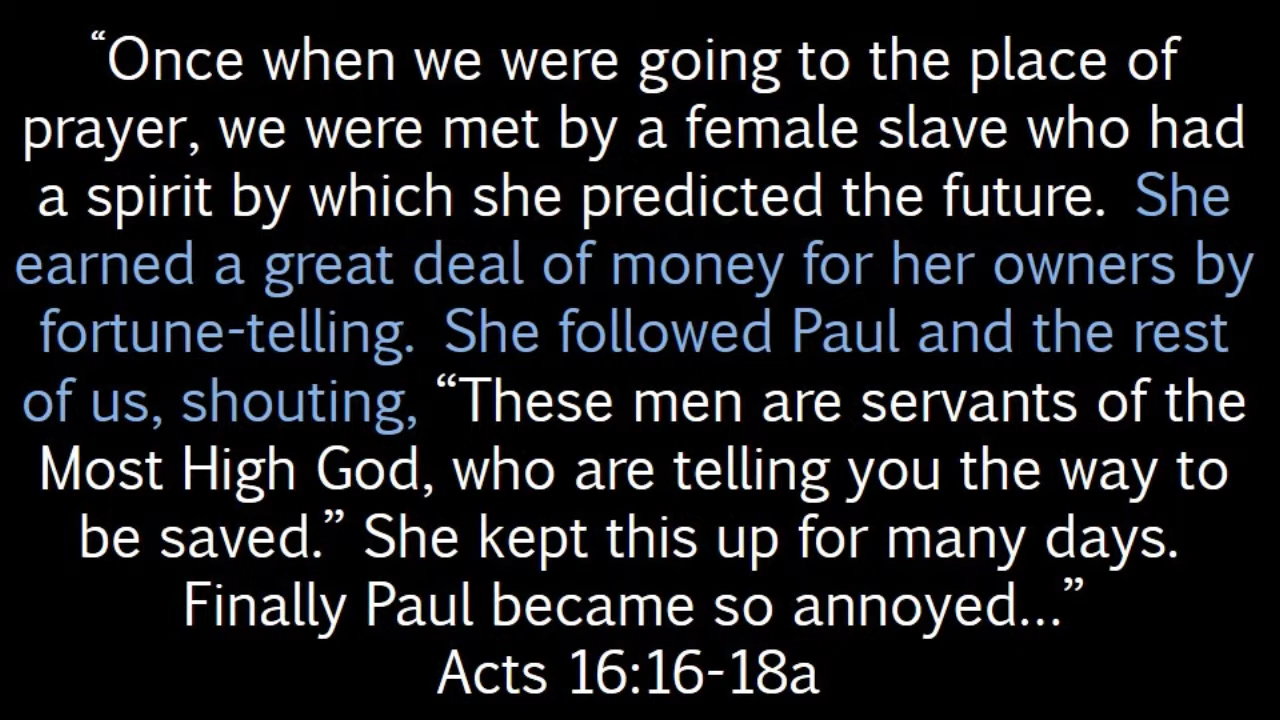 “Once when we were going to the place of
prayer, we were met by a female slave who had
a spirit by which she predicted the future.  She
earned a great deal of money for her owners by
fortune-telling.  She followed Paul and the rest
of us, shouting, “These men are servants of the
Most High God, who are telling you the way to
be saved.” She kept this up for many days.
Finally Paul became so annoyed...”
Acts 16:16-18a